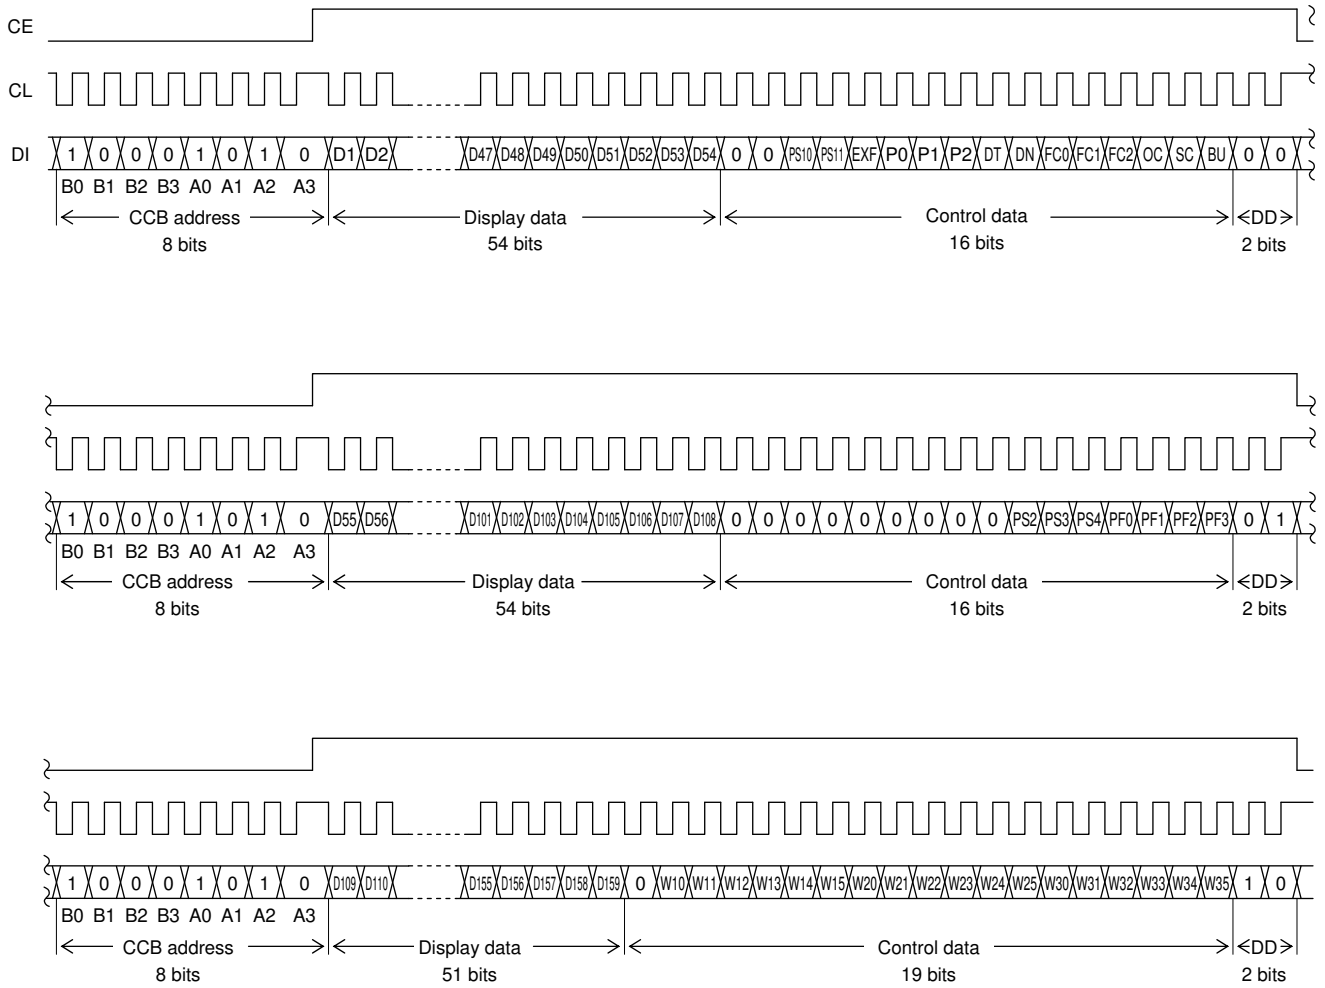 CE
CL
DI 1 0 0 0 1 0 1 0 D1 D2 D47 D48 D49 D50 D51 D52 D53 D54 0 0 PS10 PS11 EXF P0 P1 P2 DT DN FC0 FC1 FC2 OC SC BU 0 0
B0 B1 B2 B3 A0 A1 A2 A3
CCB address Display data Control data DD
8 bits 54 bits 16 bits 2 bits
1 0 0 0 1 0 1 0 D55 D56 D101 D102 D103 D104 D105 D106 D107 D108 0 0 0 0 0 0 0 0 0 PS2 PS3 PS4 PF0 PF1 PF2 PF3 0 1
B0 B1 B2 B3 A0 A1 A2 A3
CCB address Display data Control data DD
8 bits 54 bits 16 bits 2 bits
1 0 0 0 1 0 1 0 D109 D110 D155 D156 D157 D158 D159 0 W10 W11 W12 W13 W14 W15 W20 W21 W22 W23 W24 W25 W30 W31 W32 W33 W34 W35 1 0
B0 B1 B2 B3 A0 A1 A2 A3
CCB address Display data Control data DD
8 bits 51 bits 19 bits 2 bits